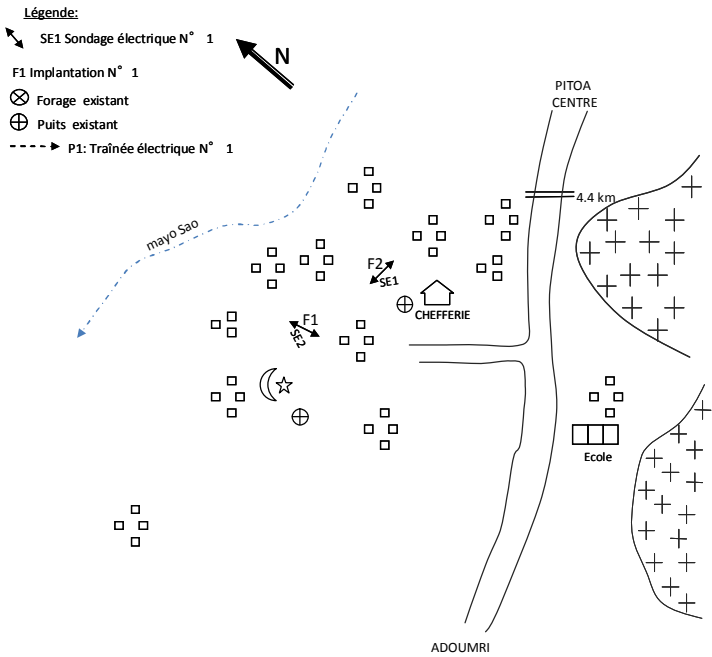 Légende:
SE1 Sondage électrique N° 1
F1 Implantation N° 1
Forage existant
Puits existant
P1: Traînée électrique N° 1
N
PITOA
CENTRE
4.4 km
mayo Sao
F2
SE1
CHEFFERIE
F1
SE2
Ecole
ADOUMRI